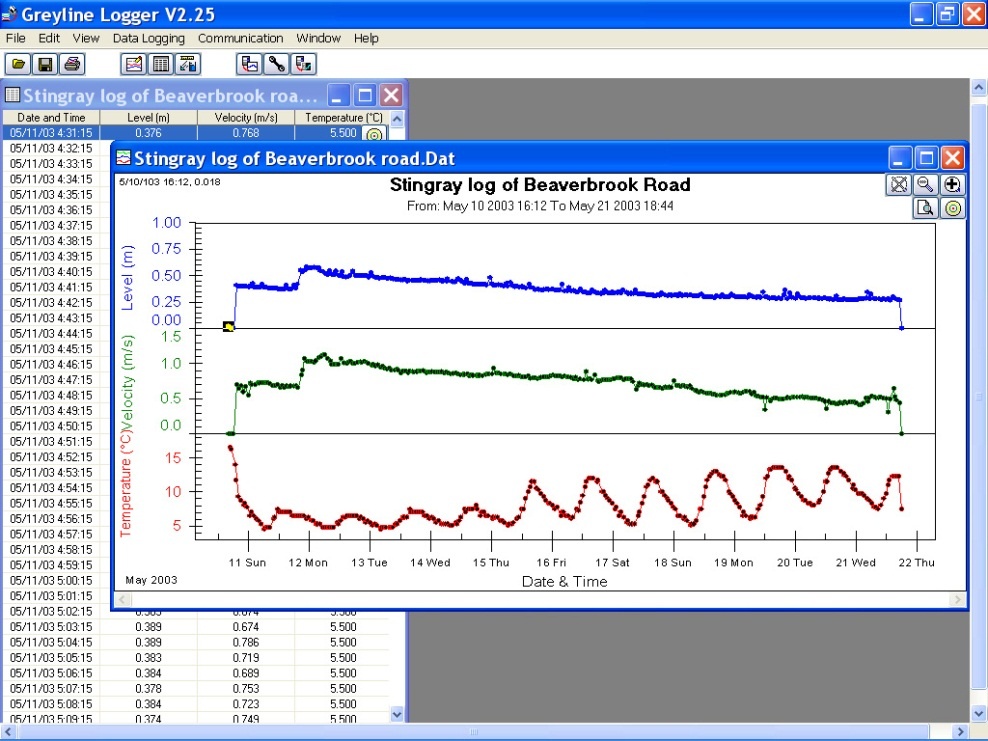 Greyline Logger V2.25
File Edit View Data Logging Communication Window Help
Stingray log of Beaverbrook roa...
Date and Time Level (m) Velocity (m/s) Temperature (°C)
05/11/03 4:31:15 0.376 0.768 5.500
05/11/03 4:32:15
05/11/03 4:33:15
05/11/03 4:34:15
05/11/03 4:35:15
05/11/03 4:36:15
05/11/03 4:37:15
05/11/03 4:38:15
05/11/03 4:39:15
05/11/03 4:40:15
05/11/03 4:41:15
05/11/03 4:42:15
05/11/03 4:43:15
05/11/03 4:44:15
05/11/03 4:45:15
05/11/03 4:46:15
05/11/03 4:47:15
05/11/03 4:48:15
05/11/03 4:49:15
05/11/03 4:50:15
05/11/03 4:51:15
05/11/03 4:52:15
05/11/03 4:53:15
05/11/03 4:54:15
05/11/03 4:55:15
05/11/03 4:56:15
05/11/03 4:57:15
05/11/03 4:58:15
05/11/03 4:59:15
05/11/03 5:00:15
05/11/03 5:01:15
05/11/03 5:02:15
05/11/03 5:03:15 0.389 0.674 5.500
05/11/03 5:04:15 0.389 0.786 5.500
05/11/03 5:05:15 0.383 0.719 5.500
05/11/03 5:06:15 0.384 0.689 5.500
05/11/03 5:07:15 0.378 0.753 5.500
05/11/03 5:08:15 0.384 0.723 5.500
05/11/03 5:09:15 0.374 0.749 5.500
Stingray log of Beaverbrook road.Dat
5/10/103 16:12, 0.018
Stingray log of Beaverbrook Road
From: May 10 2003 16:12 To May 21 2003 18:44
Level (m)
1.00
0.75
0.50
0.25
0.00
Velocity (m/s)
1.5
1.0
0.5
0.0
Temperature (°C)
15
10
5
11 Sun 12 Mon 13 Tue 14 Wed 15 Thu 16 Fri 17 Sat 18 Sun 19 Mon 20 Tue 21 Wed 22 Thu
May 2003
Date & Time